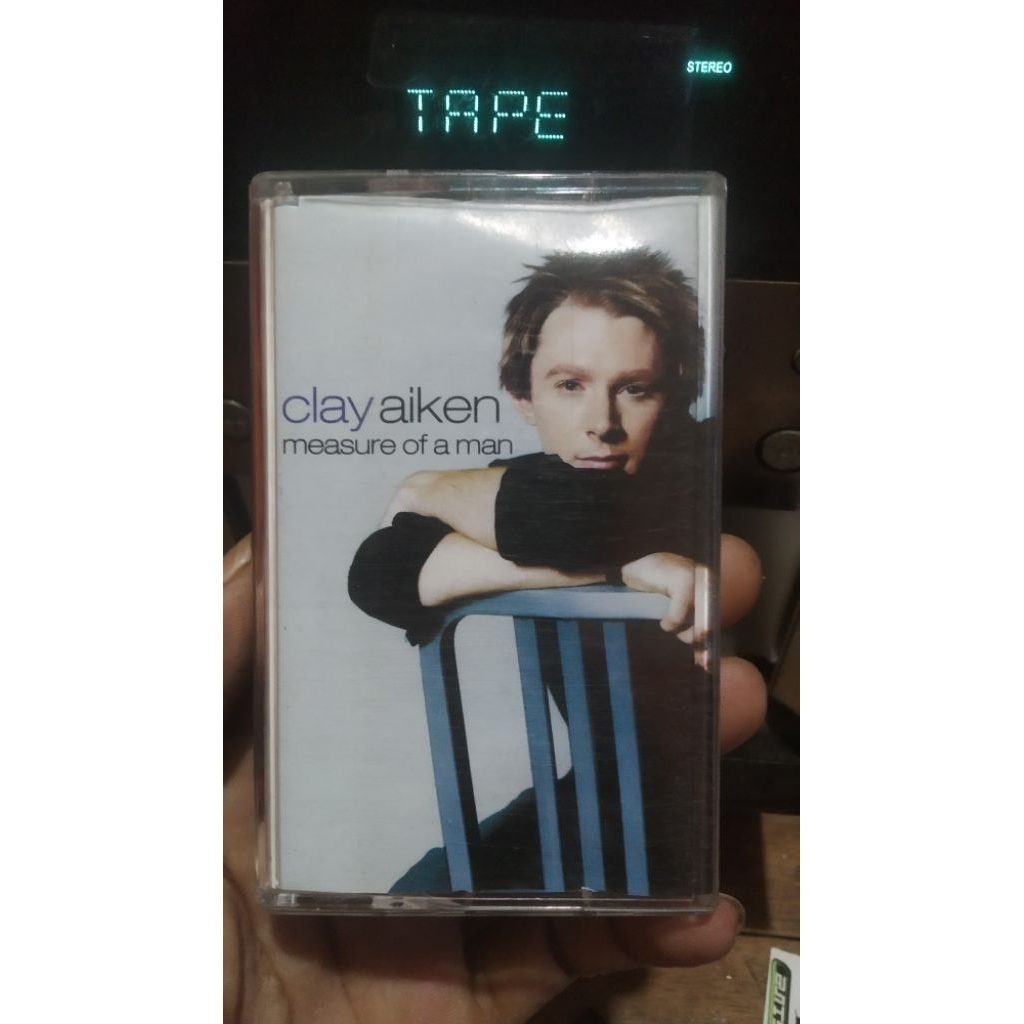 STEREO
TAPE
clay aiken
measure of a man